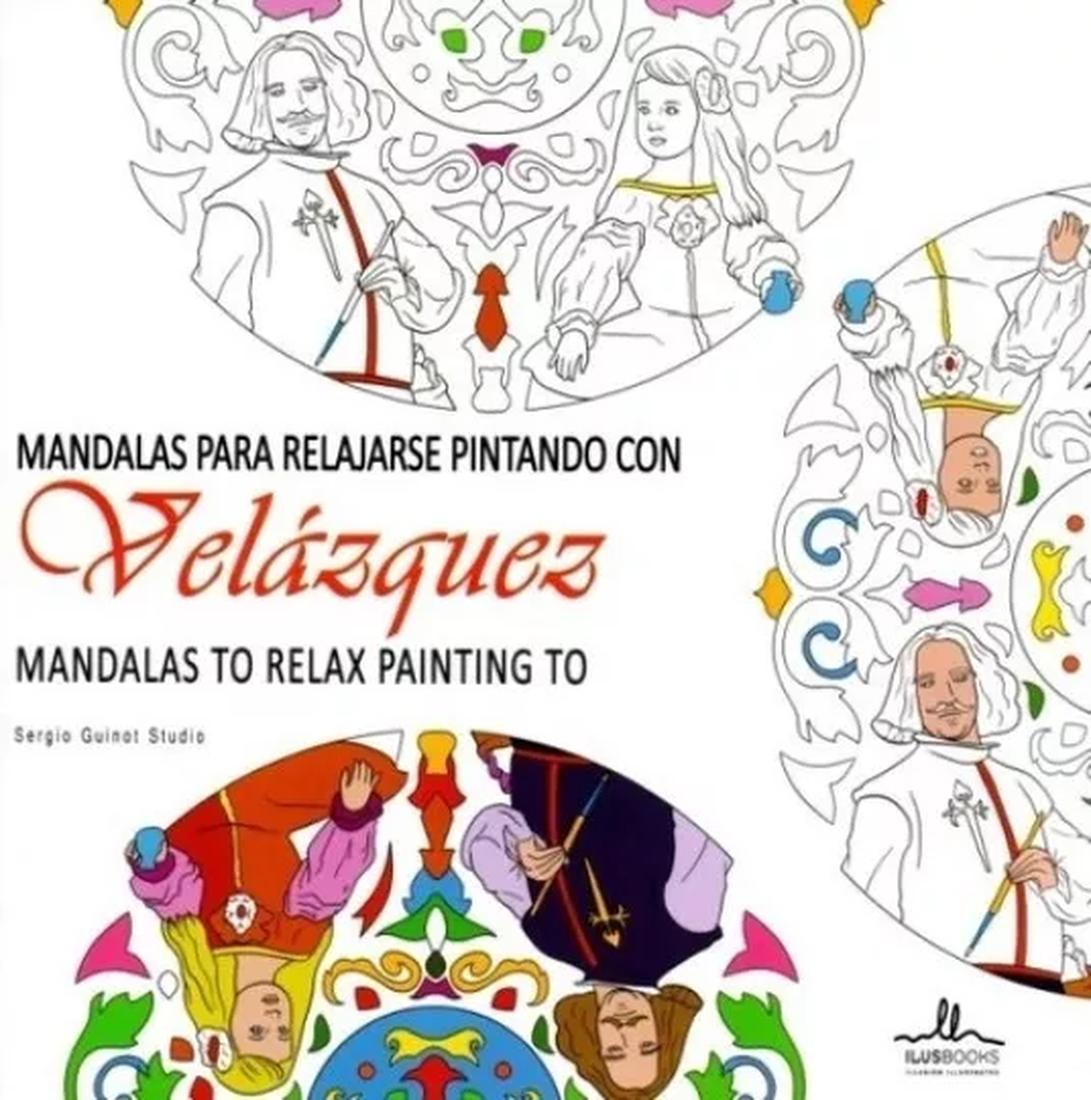 MANDALAS PARA RELAJARSE PINTANDO CON
Velázquez
MANDALAS TO RELAX PAINTING TO
Sergio Guinot Studio
ILUSBOOKS